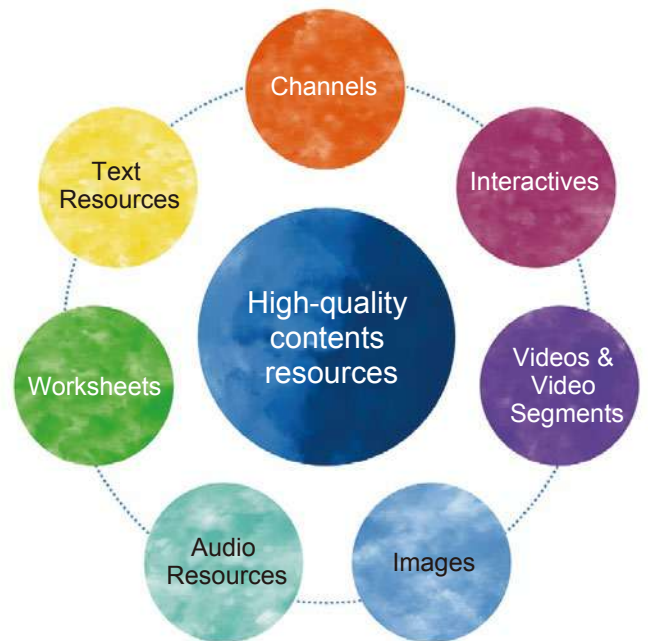 Channels
Interactives
Videos &
Video
Segments
Images
Audio
Resources
Worksheets
Text
Resources
High-quality
contents
resources